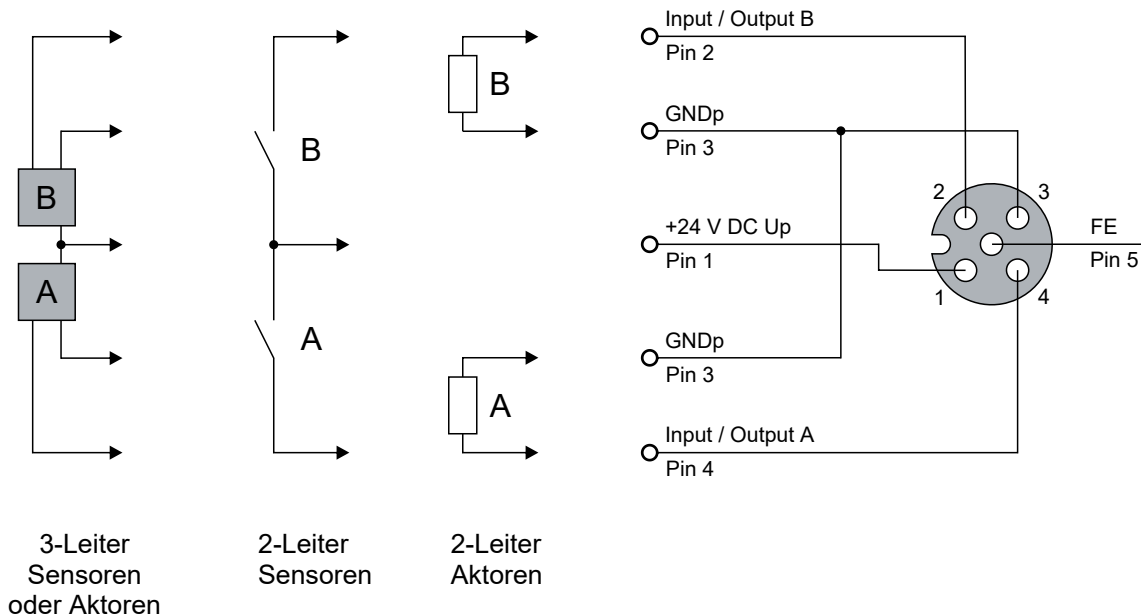 Input / Output B
Pin 2
GNDp
Pin 3
+24 V DC Up
Pin 1
GNDp
Pin 3
Input / Output A
Pin 4
2
3
1
4
FE
Pin 5
B
A
B
A
B
A
3-Leiter
Sensoren
oder Aktoren
2-Leiter
Sensoren
2-Leiter
Aktoren